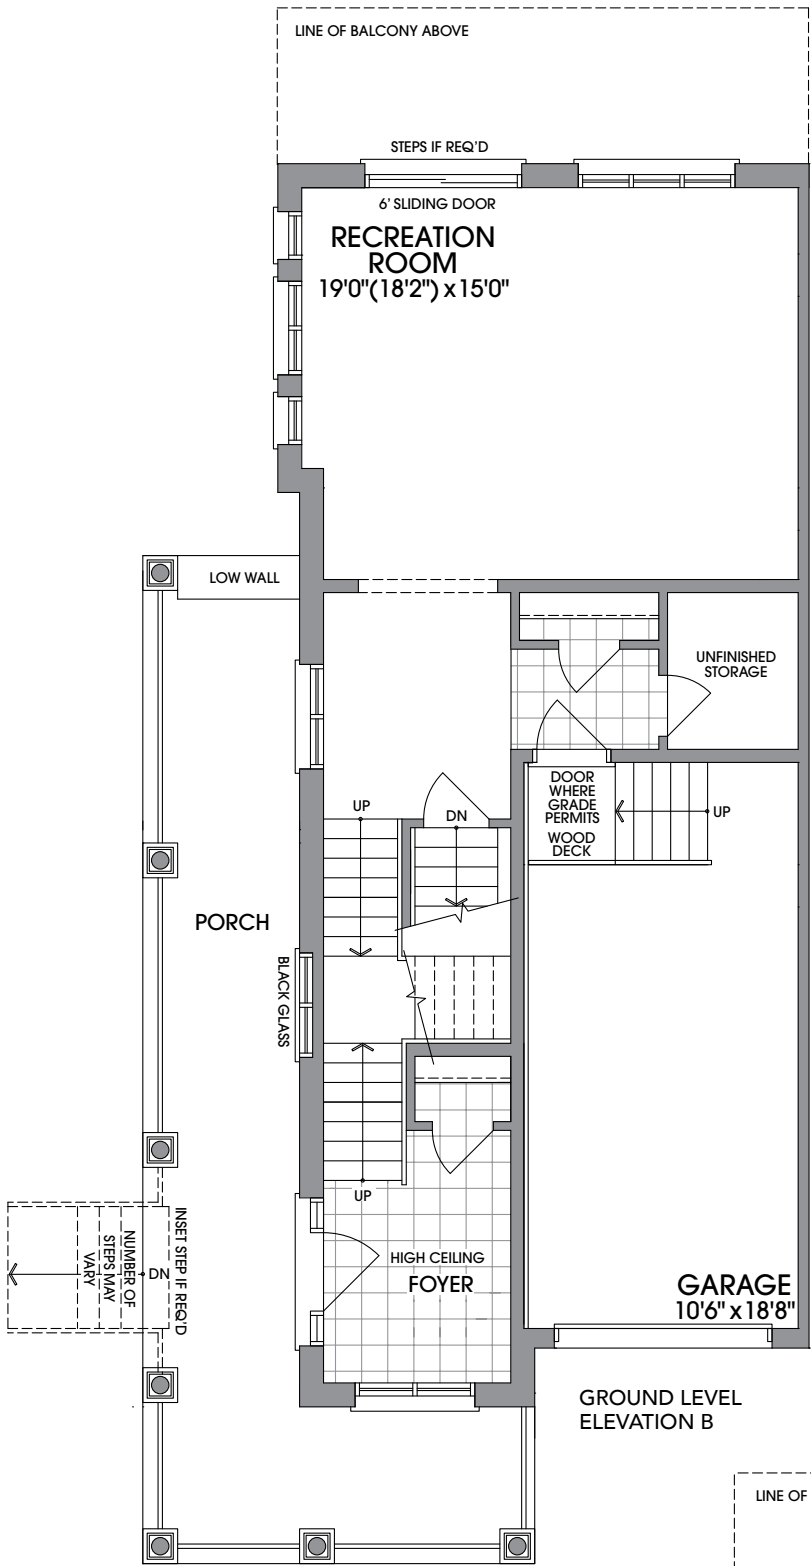 LINE OF BALCONY ABOVE
STEPS IF REQ'D
6' SLIDING DOOR
RECREATION
ROOM
19'0"(18'2") x 15'0"
LOW WALL
UNFINISHED
STORAGE
UP
DN
DOOR
WHERE
GRADE
PERMITS
WOOD
DECK
UP
PORCH
BLACK GLASS
UP
INSET STEP IF REQ'D
NUMBER OF
STEPS MAY
VARY
DN
HIGH CEILING
FOYER
GARAGE
10'6" x 18'8"
GROUND LEVEL
ELEVATION B
LINE OF